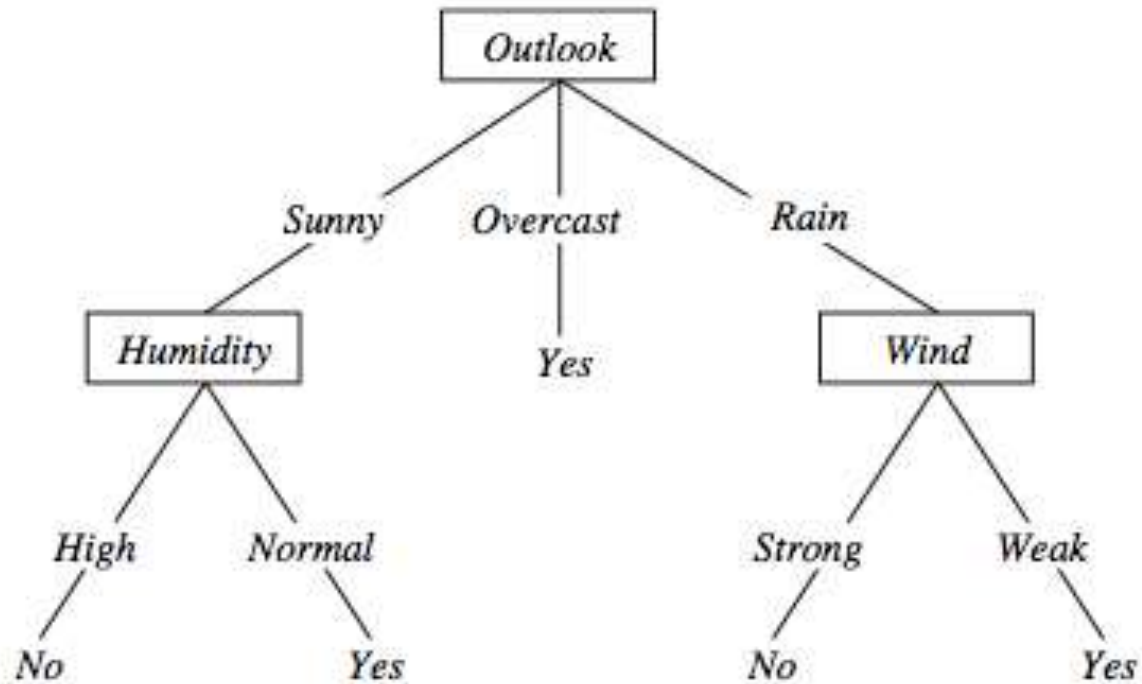 Outlook
Sunny Overcast Rain
Humidity Yes Wind
High Normal Strong Weak
No Yes No Yes